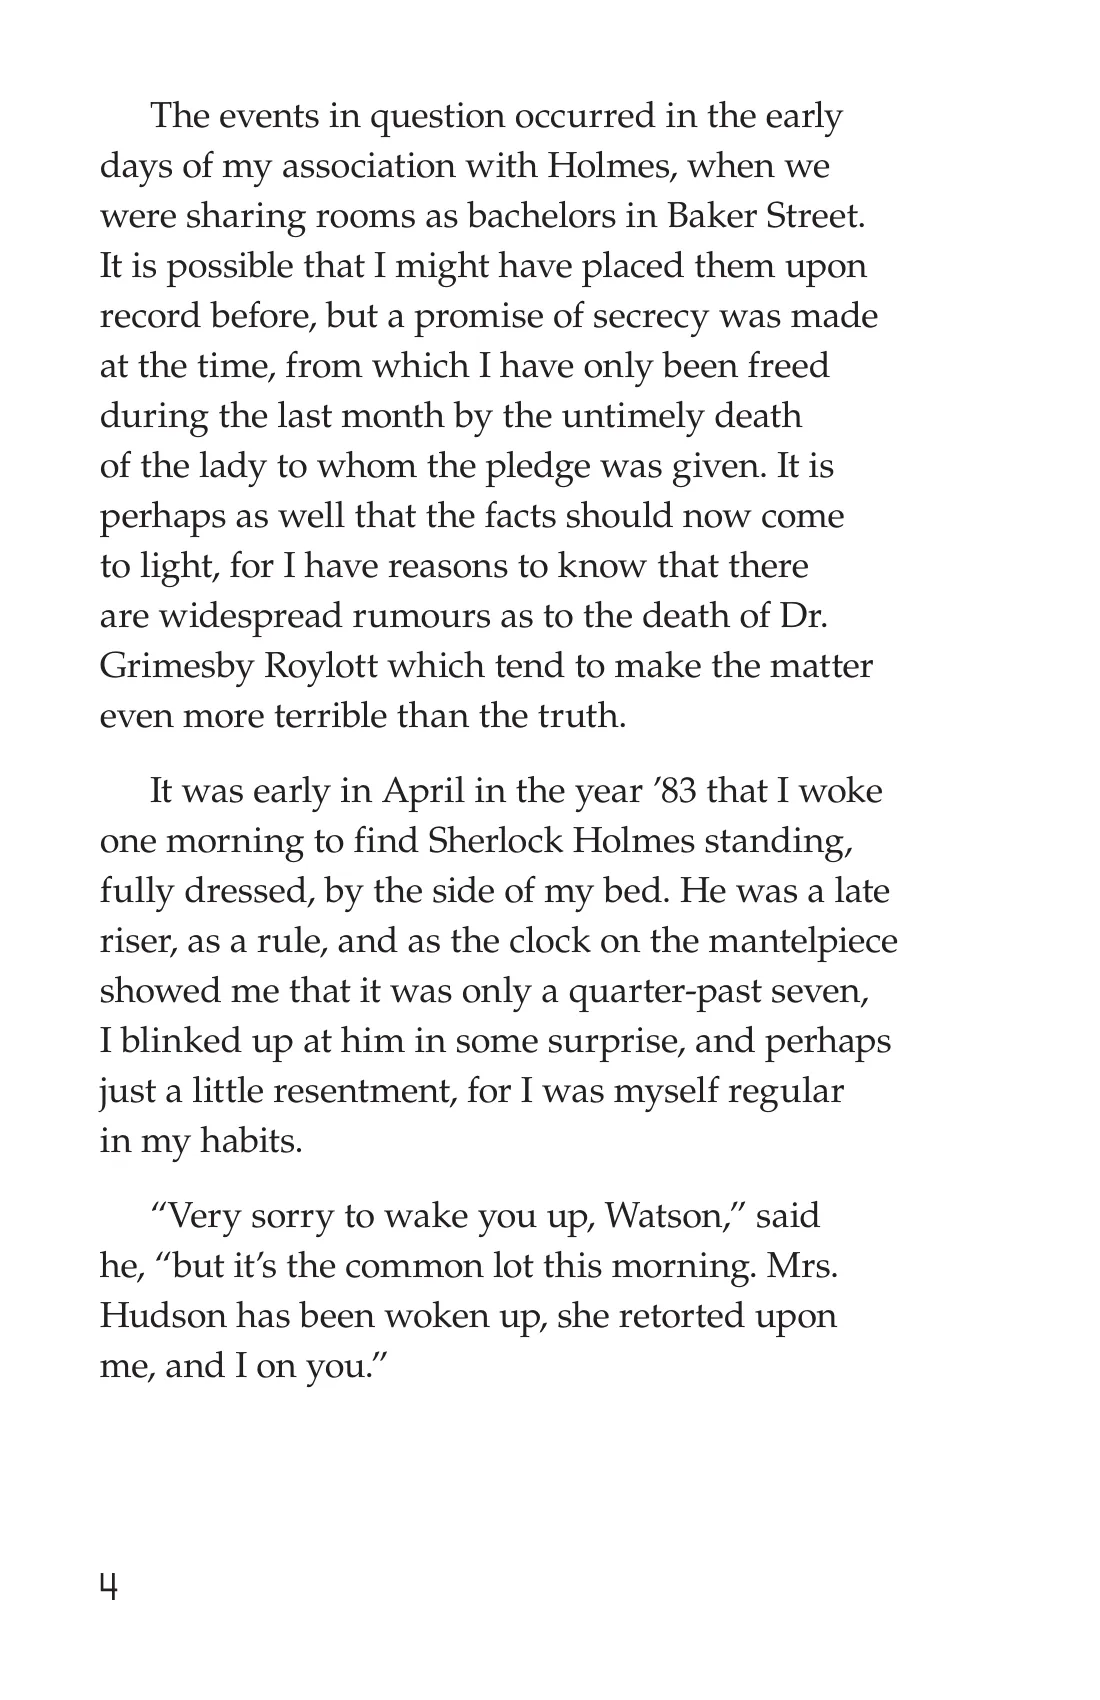 The events in question occurred in the early
days of my association with Holmes, when we
were sharing rooms as bachelors in Baker Street.
It is possible that I might have placed them upon
record before, but a promise of secrecy was made
at the time, from which I have only been freed
during the last month by the untimely death
of the lady to whom the pledge was given. It is
perhaps as well that the facts should now come
to light, for I have reasons to know that there
are widespread rumours as to the death of Dr.
Grimesby Roylott which tend to make the matter
even more terrible than the truth.
It was early in April in the year ’83 that I woke
one morning to find Sherlock Holmes standing,
fully dressed, by the side of my bed. He was a late
riser, as a rule, and as the clock on the mantelpiece
showed me that it was only a quarter-past seven,
I blinked up at him in some surprise, and perhaps
just a little resentment, for I was myself regular
in my habits.
“Very sorry to wake you up, Watson,” said
he, “but it’s the common lot this morning. Mrs.
Hudson has been woken up, she retorted upon
me, and I on you.”
4